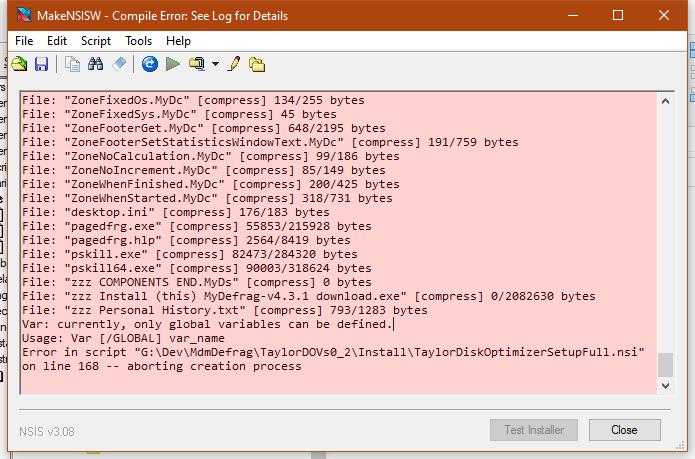 MakeNSISW - Compile Error: See Log for Details
File Edit Script Tools Help
File: "ZoneFixedOs.MyDc" [compress] 134/255 bytes
File: "ZoneFixedSys.MyDc" [compress] 45 bytes
File: "ZoneFooterGet.MyDc" [compress] 648/2195 bytes
File: "ZoneFooterSetStatisticsWindowText.MyDc" [compress] 191/759 bytes
File: "ZoneNoCalculation.MyDc" [compress] 99/186 bytes
File: "ZoneNoIncrement.MyDc" [compress] 85/149 bytes
File: "ZoneWhenFinished.MyDc" [compress] 200/425 bytes
File: "ZoneWhenStarted.MyDc" [compress] 318/731 bytes
File: "desktop.ini" [compress] 176/183 bytes
File: "pagedfrg.exe" [compress] 55853/215928 bytes
File: "pagedfrg.hlp" [compress] 2564/8419 bytes
File: "pskill.exe" [compress] 82473/284320 bytes
File: "pskill64.exe" [compress] 90003/318624 bytes
File: "zzz COMPONENTS END.MyDs" [compress] 0 bytes
File: "zzz Install (this) MyDefrag-v4.3.1 download.exe" [compress] 0/2082630 bytes
File: "zzz Personal History.txt" [compress] 793/1283 bytes
Var: currently, only global variables can be defined.
Usage: Var [/GLOBAL] var_name
Error in script "G:\Dev\MdmDefrag\TaylorDOVs0_2\Install\TaylorDiskOptimizerSetupFull.nsi"
on line 168 -- aborting creation process
NSIS v3.08
Test Installer
Close